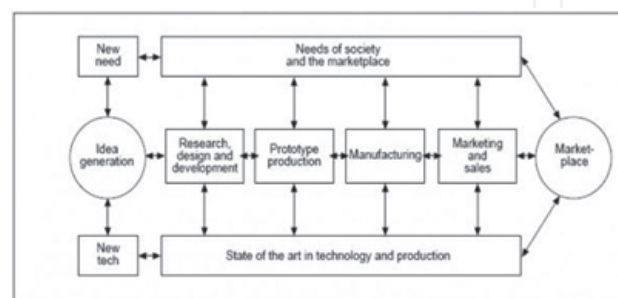 New
need
Needs of society
and the marketplace
Idea
generation
Research,
design and
development
Prototype
production
Manufacturing
Marketing
and
sales
Market-
place
New
tech
State of the art in technology and production